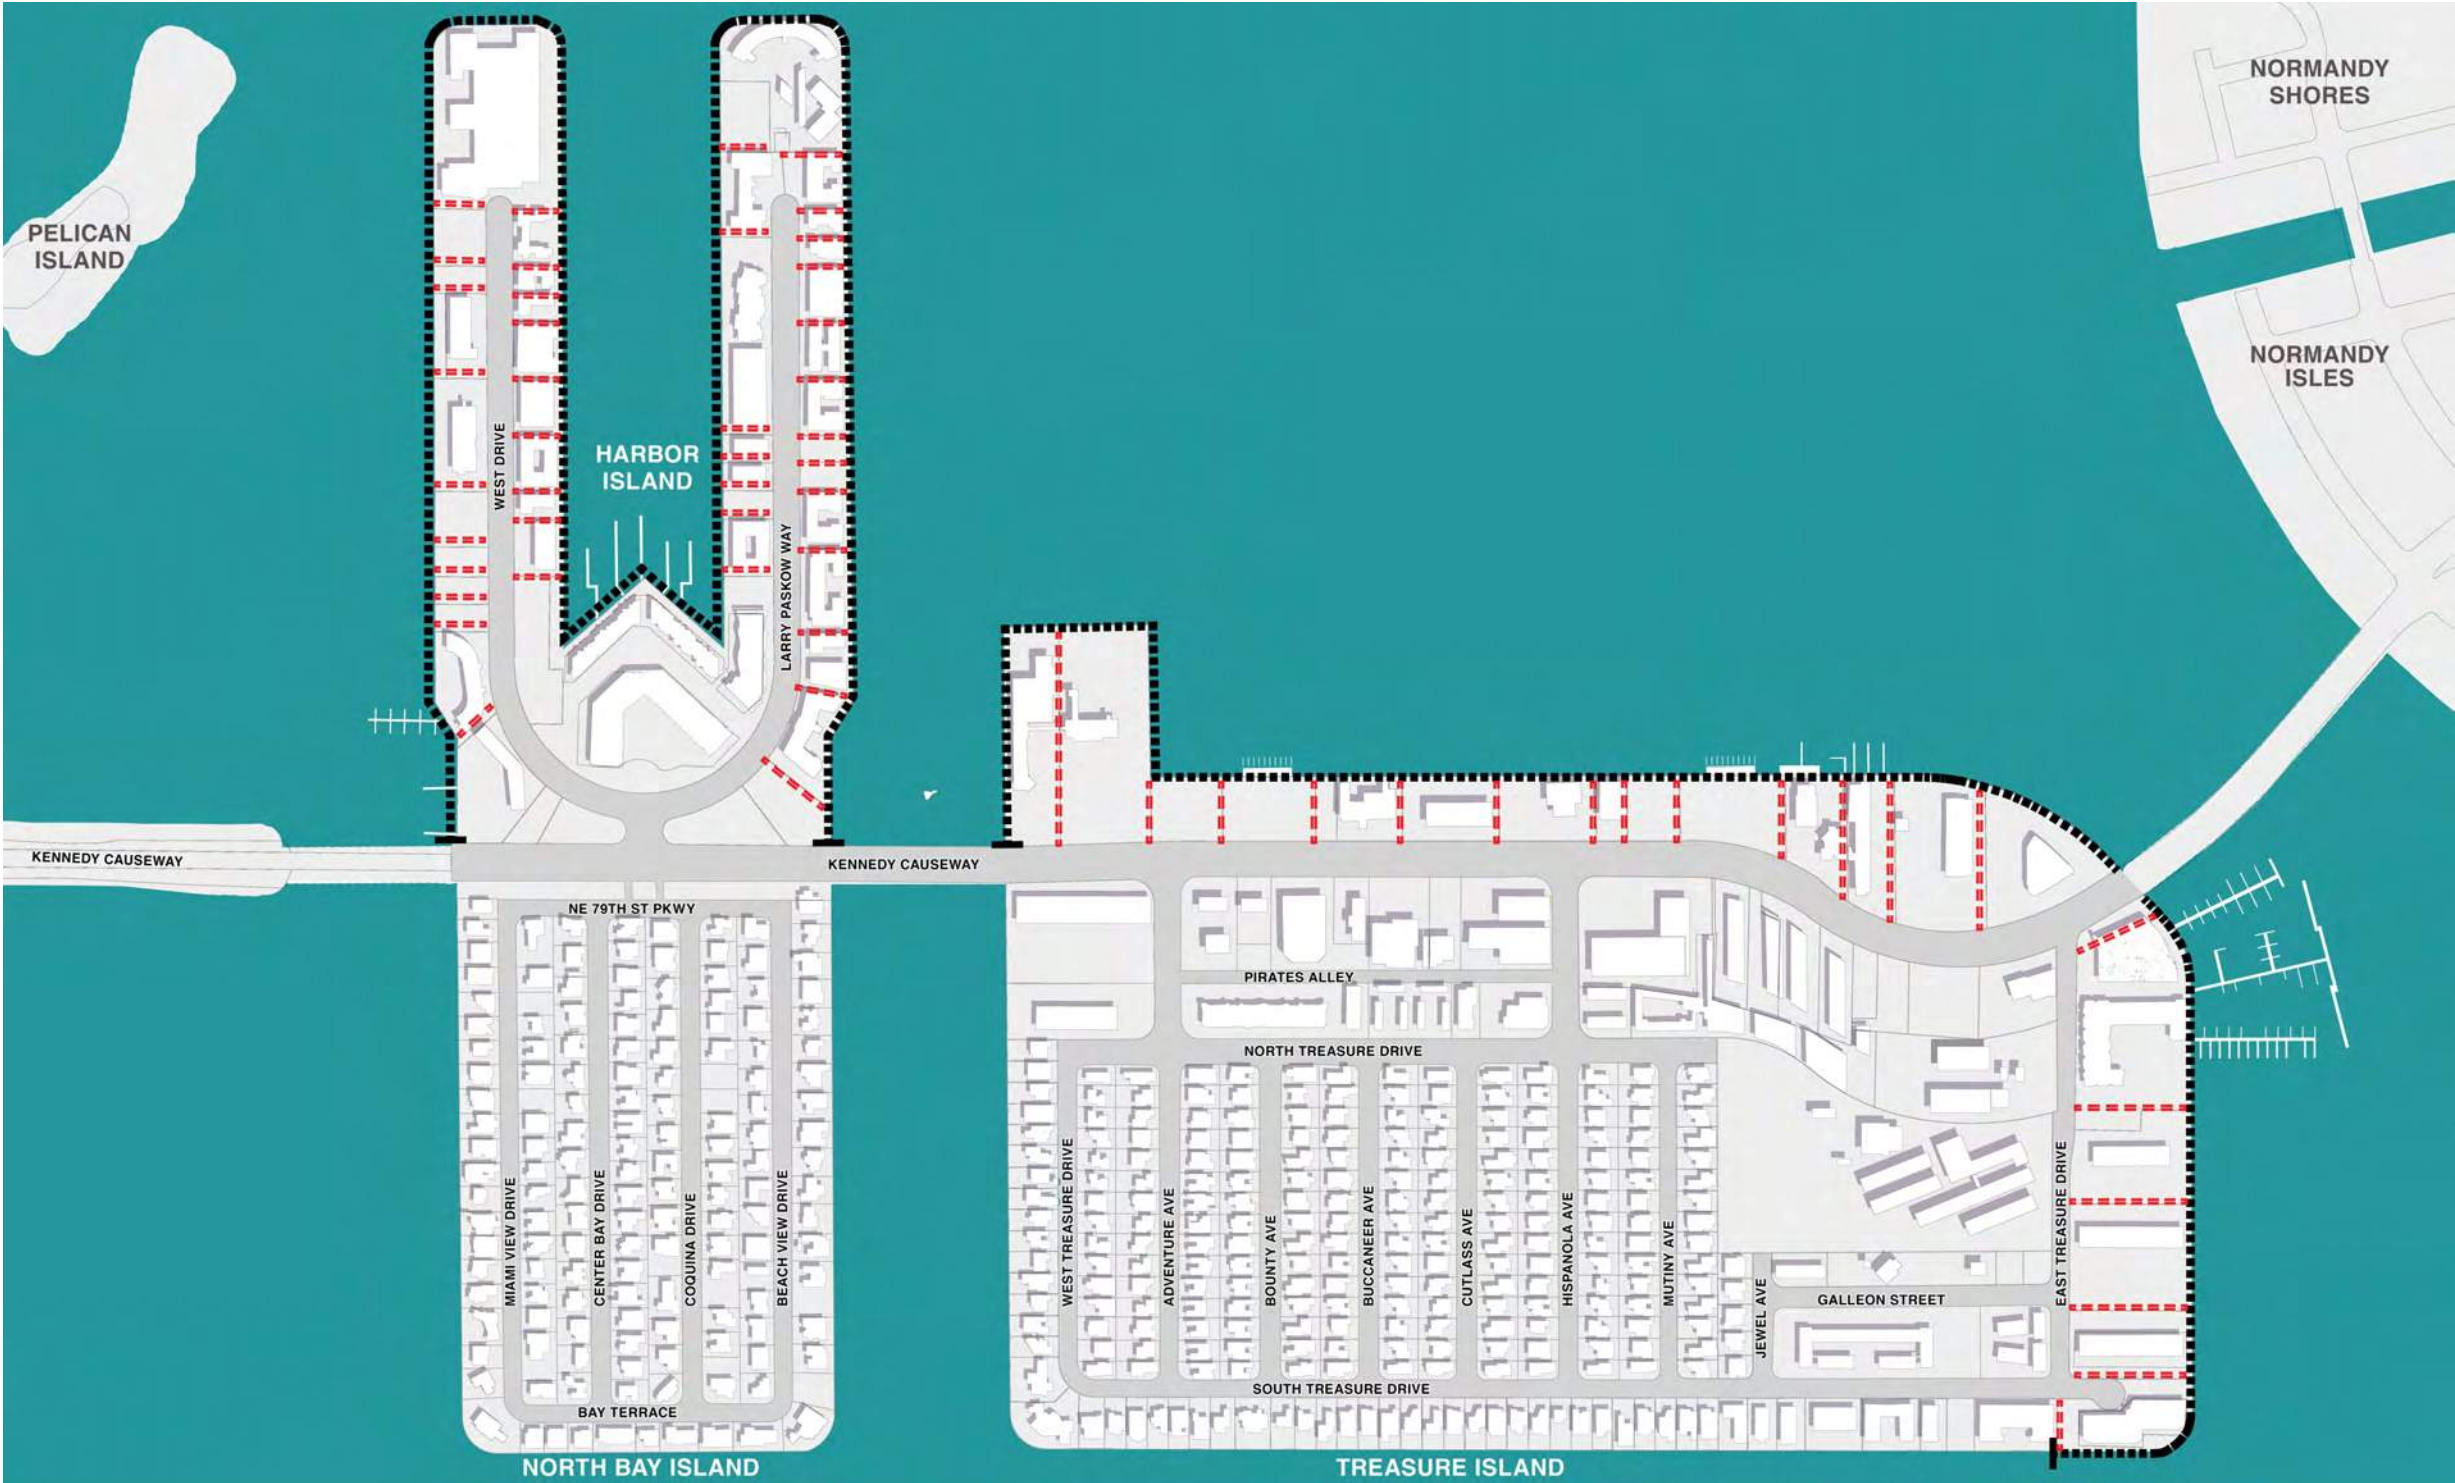 NORMANDY
SHORES
PELICAN
ISLAND
NORMANDY
ISLES
HARBOR
ISLAND
WEST DRIVE
LARRY PASKOW WAY
KENNEDY CAUSEWAY
KENNEDY CAUSEWAY
NE 79TH ST PKWY
PIRATES ALLEY
NORTH TREASURE DRIVE
MIAMI VIEW DRIVE
CENTER BAY DRIVE
COQUINA DRIVE
BEACH VIEW DRIVE
WEST TREASURE DRIVE
ADVENTURE AVE
BOUNTY AVE
BUCCANEER AVE
CUTLASS AVE
HISPANOLA AVE
MUTINY AVE
JEWEL AVE
GALLEON STREET
EAST TREASURE DRIVE
SOUTH TREASURE DRIVE
BAY TERRACE
NORTH BAY ISLAND
TREASURE ISLAND